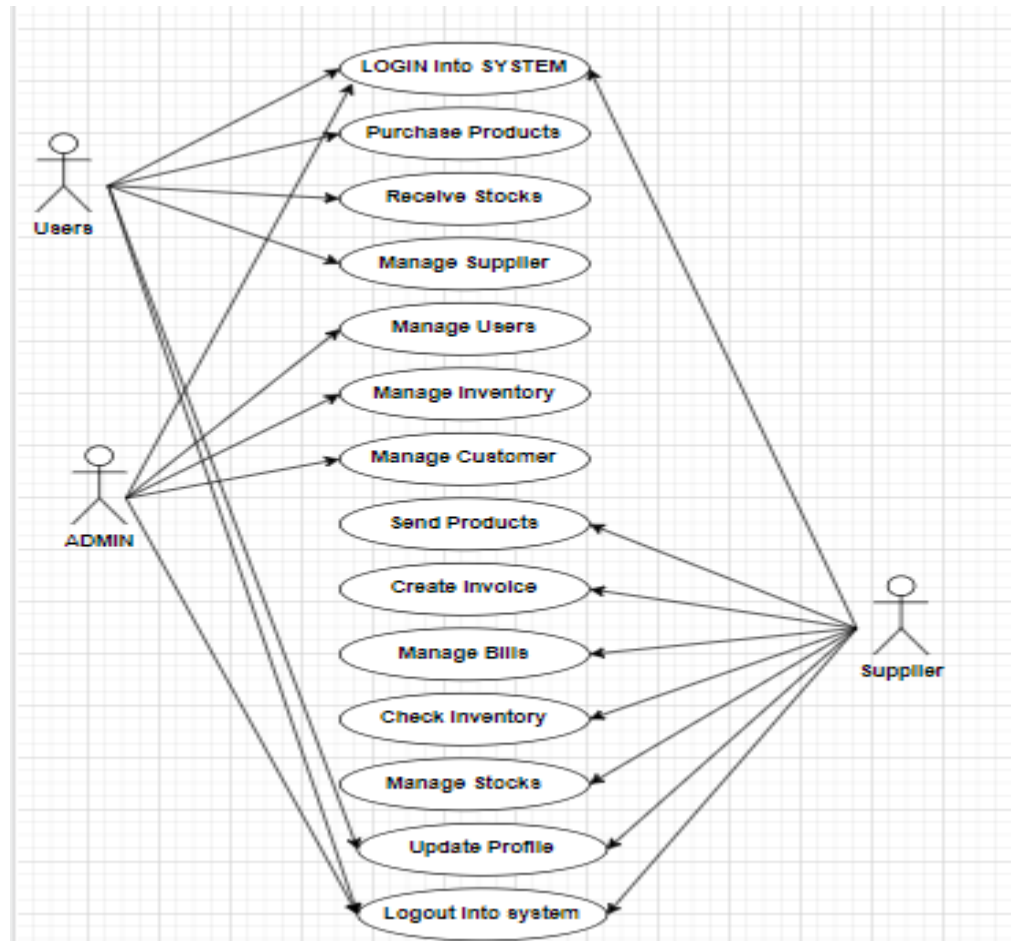 LOGIN Into SYSTEM
Purchase Products
Receive Stocks
Users
Manage Supplier
Manage Users
Manage Inventory
Manage Customer
ADMIN
Send Products
Create Invoice
Manage Bills
Supplier
Check Inventory
Manage Stocks
Update Profile
Logout Into system